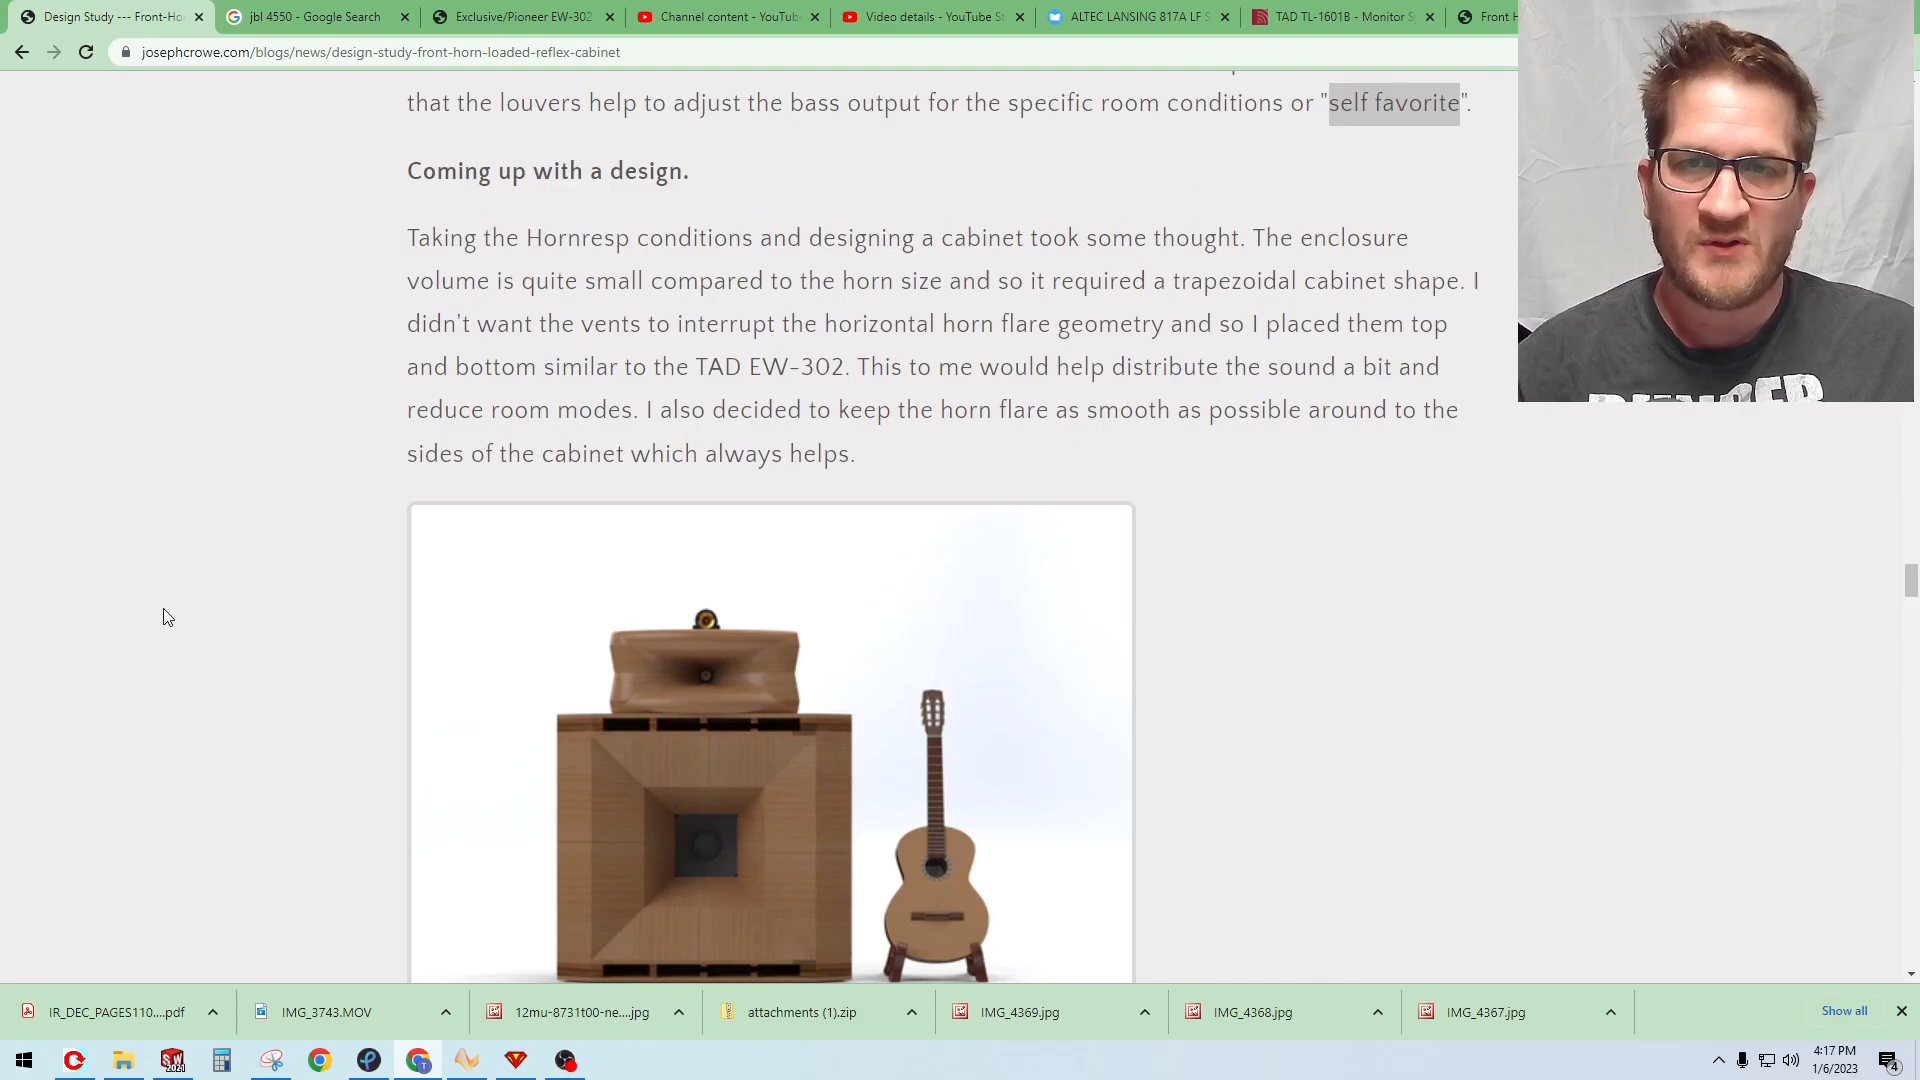 Design Study --- Front-Ho
jbl 4550 - Google Search
Exclusive/Pioneer EW-302
Channel content - YouTube
Video details - YouTube St
ALTEC LANSING 817A LF S
TAD TL-1601B - Monitor S
Front H
josephcrowe.com/blogs/news/design-study-front-horn-loaded-reflex-cabinet
that the louvers help to adjust the bass output for the specific room conditions or "self favorite".
Coming up with a design.
Taking the Hornresp conditions and designing a cabinet took some thought. The enclosure
volume is quite small compared to the horn size and so it required a trapezoidal cabinet shape. I
didn't want the vents to interrupt the horizontal horn flare geometry and so I placed them top
and bottom similar to the TAD EW-302. This to me would help distribute the sound a bit and
reduce room modes. I also decided to keep the horn flare as smooth as possible around to the
sides of the cabinet which always helps.
IR_DEC_PAGES110....pdf
IMG_3743.MOV
12mu-8731t00-ne....jpg
attachments (1).zip
IMG_4369.jpg
IMG_4368.jpg
IMG_4367.jpg
Show all
SW
2021
T
4:17 PM
1/6/2023
4